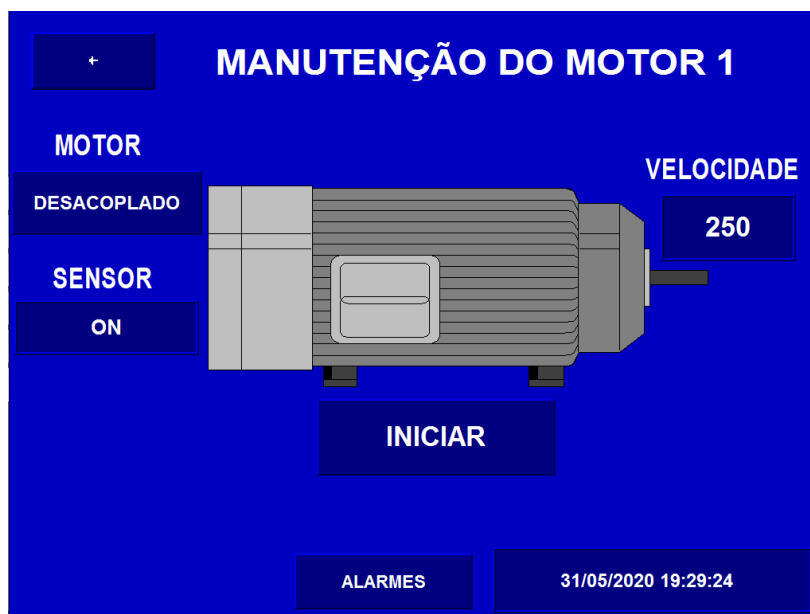 ←
MANUTENÇÃO DO MOTOR 1
MOTOR
DESACOPLADO
VELOCIDADE
250
SENSOR
ON
INICIAR
ALARMES
31/05/2020 19:29:24